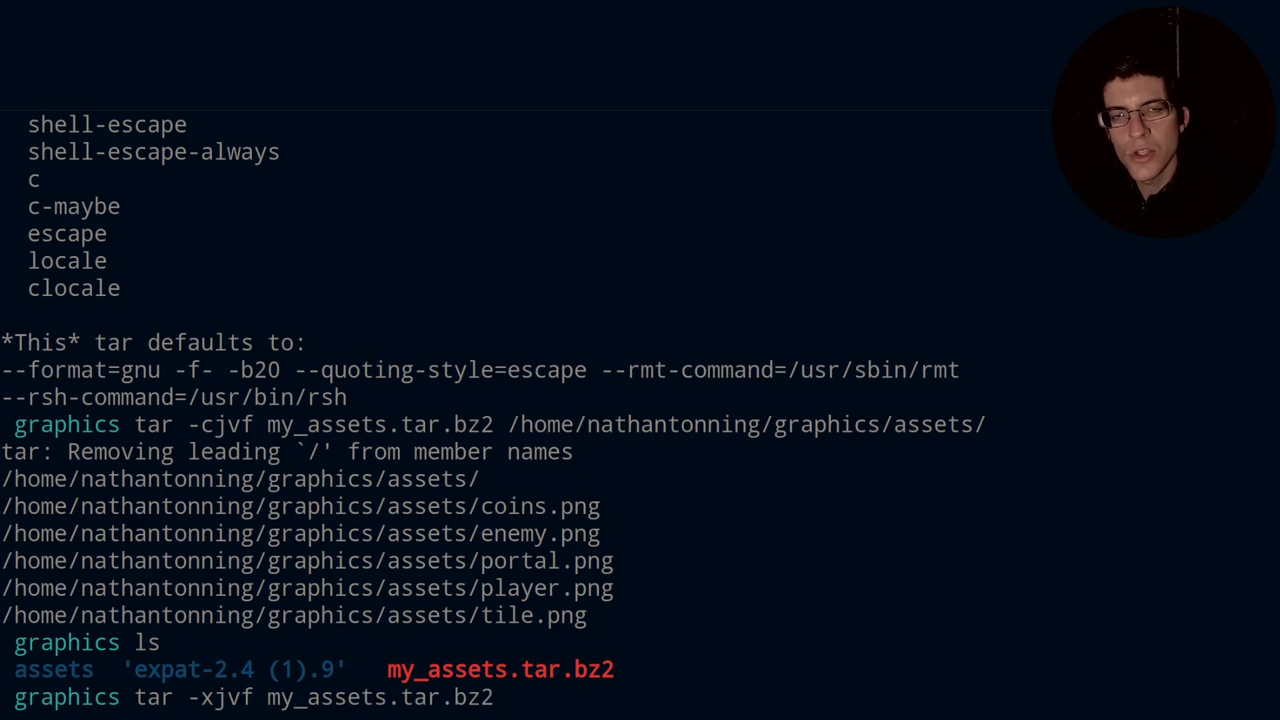 shell-escape
shell-escape-always
c
c-maybe
escape
locale
clocale
*This* tar defaults to:
--format=gnu -f- -b20 --quoting-style=escape --rmt-command=/usr/sbin/rmt
--rsh-command=/usr/bin/rsh
graphics tar -cjvf my_assets.tar.bz2 /home/nathantonning/graphics/assets/
tar: Removing leading `/' from member names
/home/nathantonning/graphics/assets/
/home/nathantonning/graphics/assets/coins.png
/home/nathantonning/graphics/assets/enemy.png
/home/nathantonning/graphics/assets/portal.png
/home/nathantonning/graphics/assets/player.png
/home/nathantonning/graphics/assets/tile.png
graphics ls
assets 'expat-2.4 (1).9' my_assets.tar.bz2
graphics tar -xjvf my_assets.tar.bz2